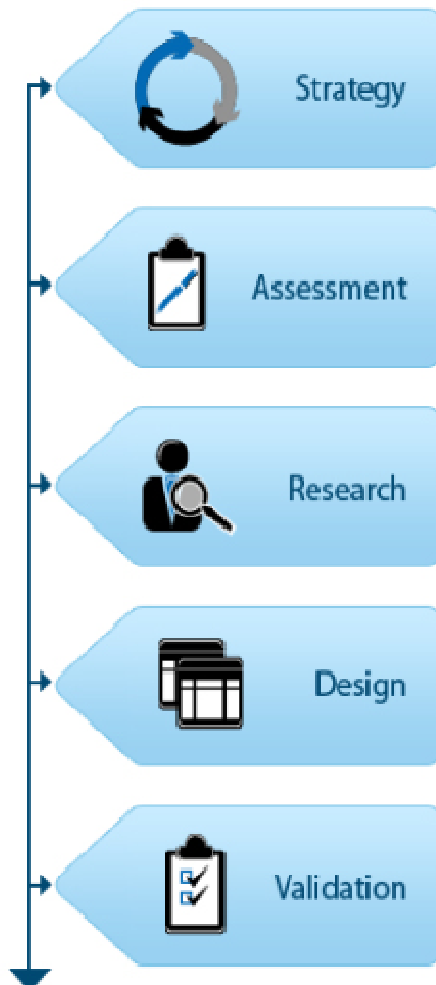 Strategy
Assessment
Research
Design
Validation